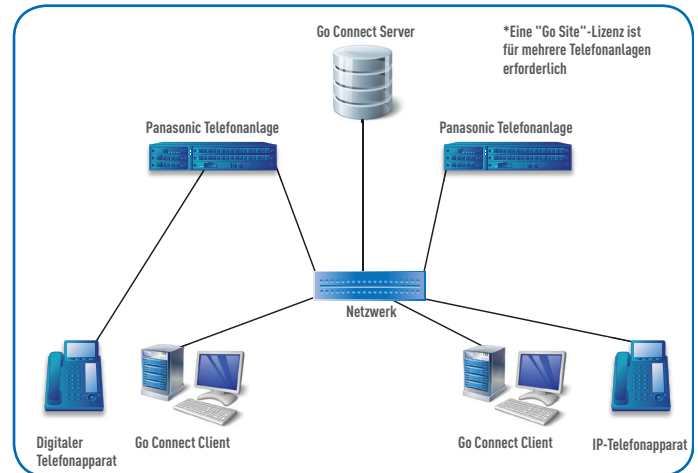 Go Connect Server
*Eine "Go Site"-Lizenz ist
für mehrere Telefonanlagen
erforderlich
Panasonic Telefonanlage
Panasonic Telefonanlage
Netzwerk
Digitaler
Telefonapparat
Go Connect Client
Go Connect Client
IP-Telefonapparat